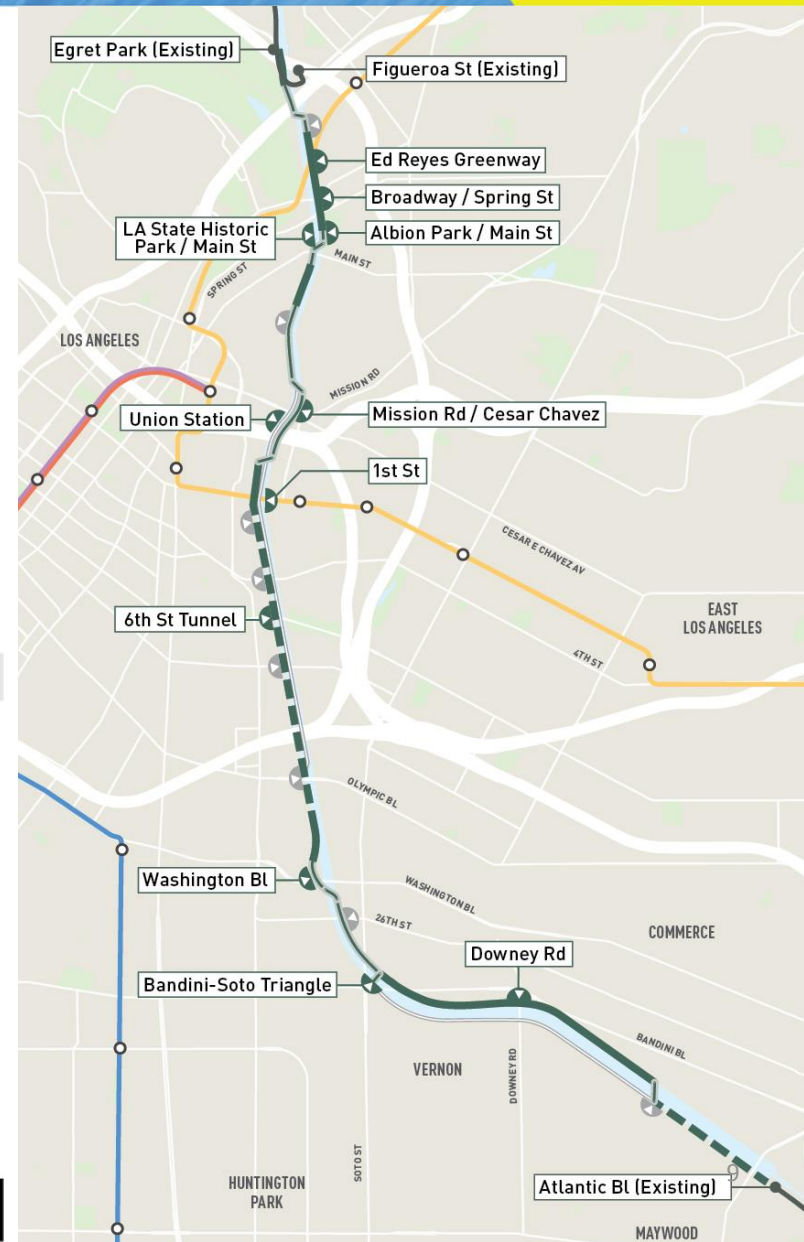 Egret Park (Existing)
Figueroa St (Existing)
Ed Reyes Greenway
Broadway / Spring St
LA State Historic
Park / Main St
Albion Park / Main St
MAIN ST
SPRING ST
LOS ANGELES
MISSION RD
Union Station
Mission Rd / Cesar Chavez
1st St
CESAR E CHAVEZ AV
EAST
LOS ANGELES
6th St Tunnel
4TH ST
OLYMPIC BL
Washington Bl
WASHINGTON BL
26TH ST
COMMERCE
Downey Rd
Bandini-Soto Triangle
BANDINI BL
VERNON
DOWNEY RD
SOTO ST
9
HUNTINGTON
PARK
Atlantic Bl (Existing)
MAYWOOD